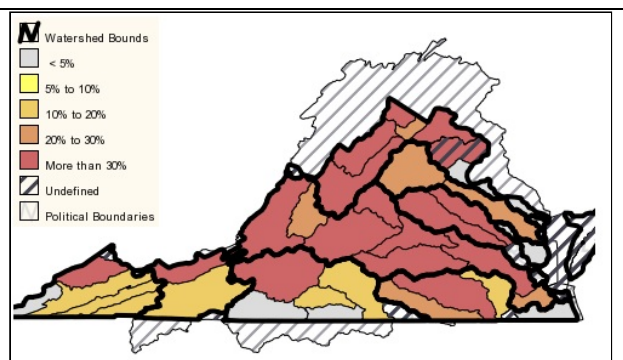 Watershed Bounds
< 5%
5% to 10%
10% to 20%
20% to 30%
More than 30%
Undefined
Political Boundaries